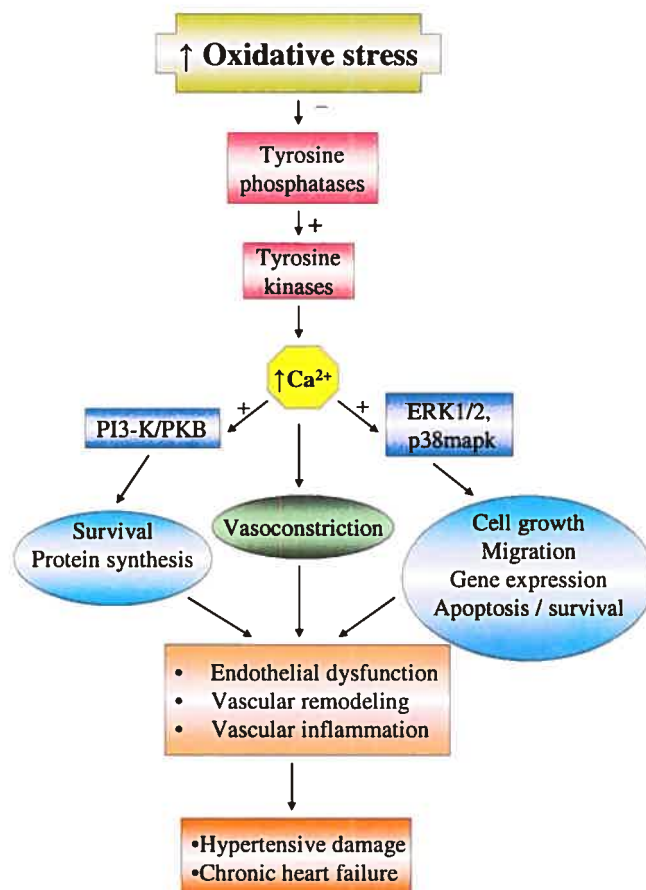 ↑ Oxidative stress
−
Tyrosine
phosphatases
+
Tyrosine
kinases
↑Ca²⁺
+
+
PI3-K/PKB
ERK1/2,
p38mapk
Survival
Protein synthesis
Vasoconstriction
Cell growth
Migration
Gene expression
Apoptosis / survival
• Endothelial dysfunction
• Vascular remodeling
• Vascular inflammation
•Hypertensive damage
•Chronic heart failure